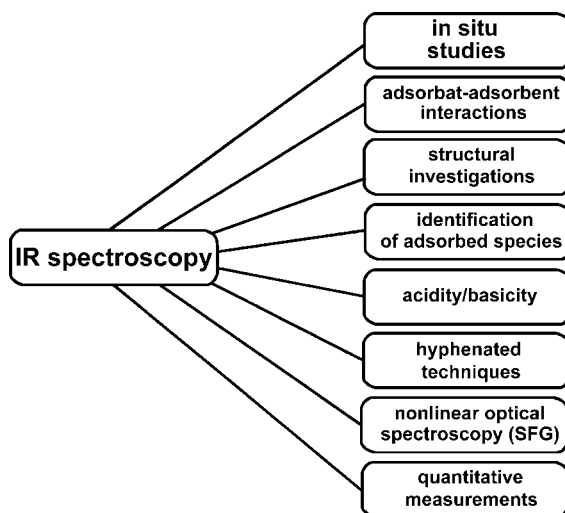 in situ
studies
adsorbat-adsorbent
interactions
structural
investigations
IR spectroscopy
identification
of adsorbed species
acidity/basicity
hyphenated
techniques
nonlinear optical
spectroscopy (SFG)
quantitative
measurements